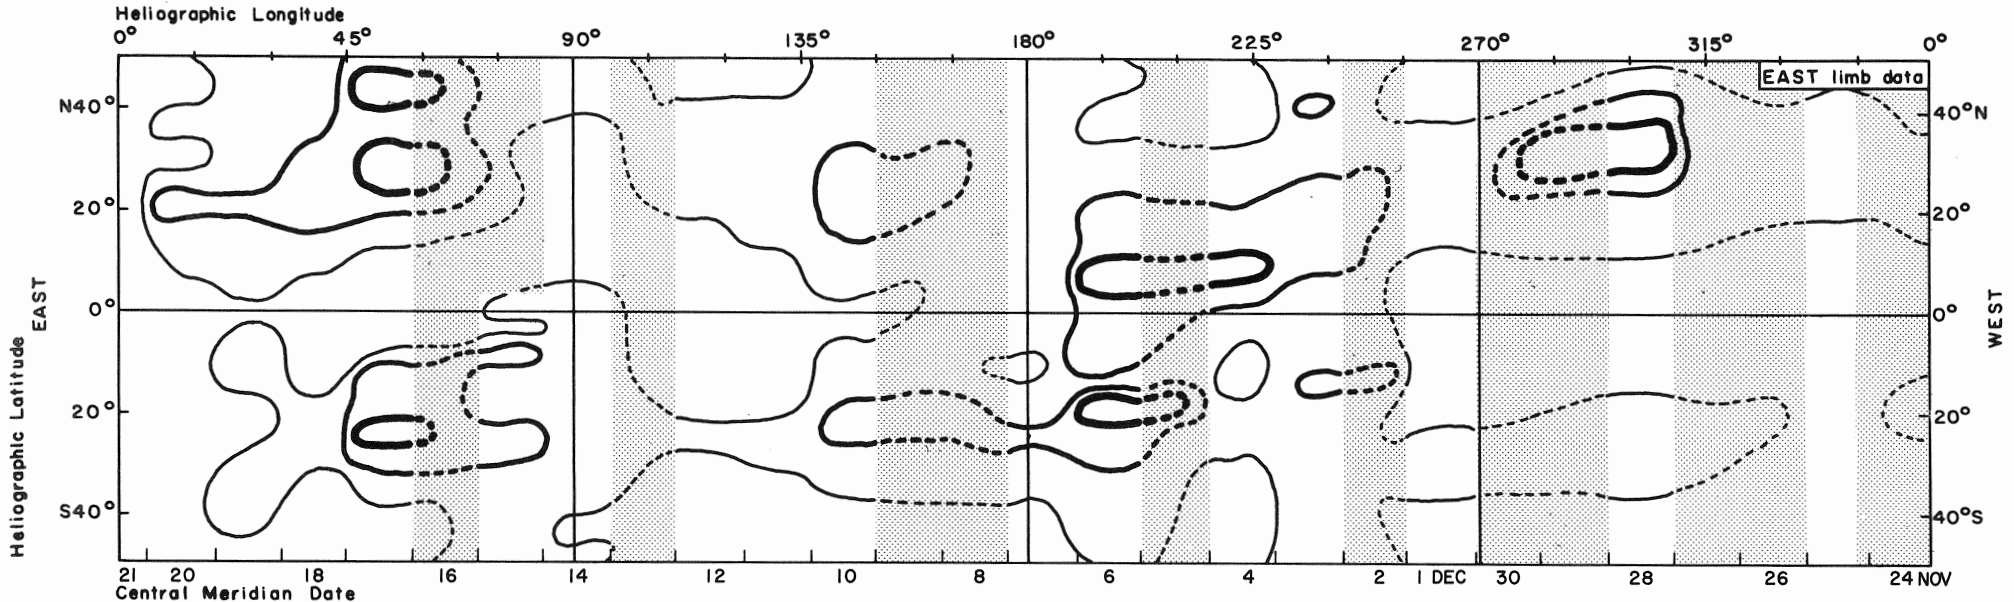 Heliographic Longitude
0° 45° 90° 135° 180° 225° 270° 315° 0°
EAST limb data
N40° 40°N
20° 20°
0° 0°
EAST
WEST
Heliographic Latitude
20° 20°
S40° 40°S
21 20 18 16 14 12 10 8 6 4 2 1 DEC 30 28 26 24 NOV
Central Meridian Date